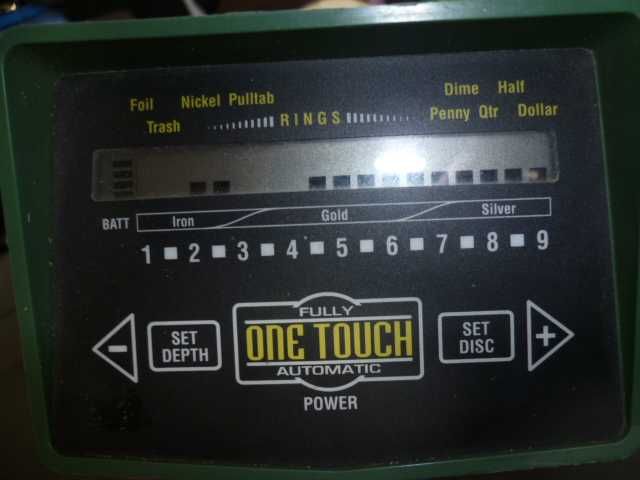 Foil Nickel Pulltab Dime Half
Trash RINGS Penny Qtr Dollar
BATT Iron Gold Silver
1 2 3 4 5 6 7 8 9
- SET DEPTH FULLY ONE TOUCH AUTOMATIC SET DISC +
POWER